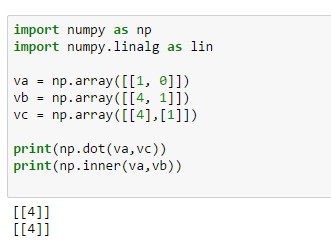 import numpy as np
import numpy.linalg as lin
va = np.array([[1, 0]])
vb = np.array([[4, 1]])
vc = np.array([[4],[1]])
print(np.dot(va,vc))
print(np.inner(va,vb))
[[4]]
[[4]]